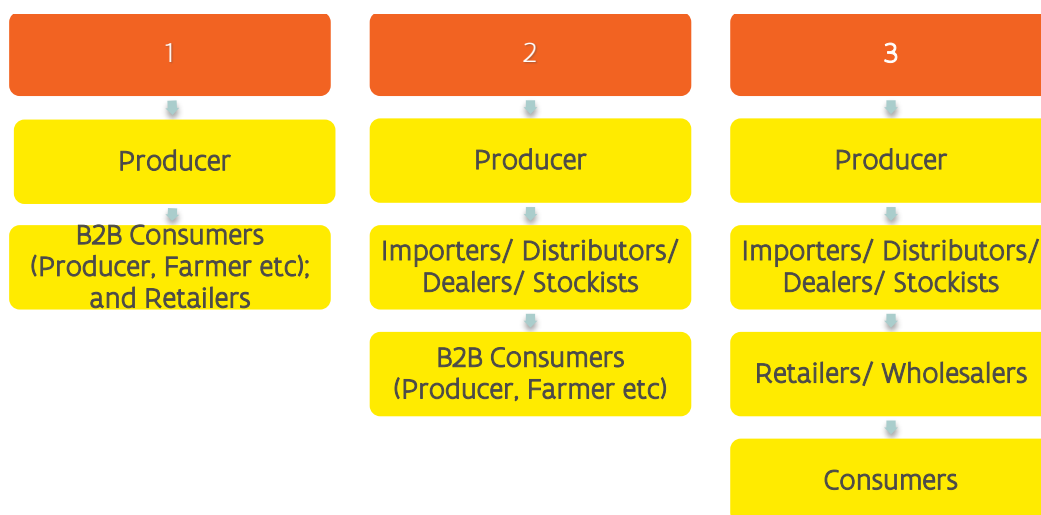 1
Producer
B2B Consumers
(Producer, Farmer etc);
and Retailers
2
Producer
Importers/ Distributors/
Dealers/ Stockists
B2B Consumers
(Producer, Farmer etc)
3
Producer
Importers/ Distributors/
Dealers/ Stockists
Retailers/ Wholesalers
Consumers